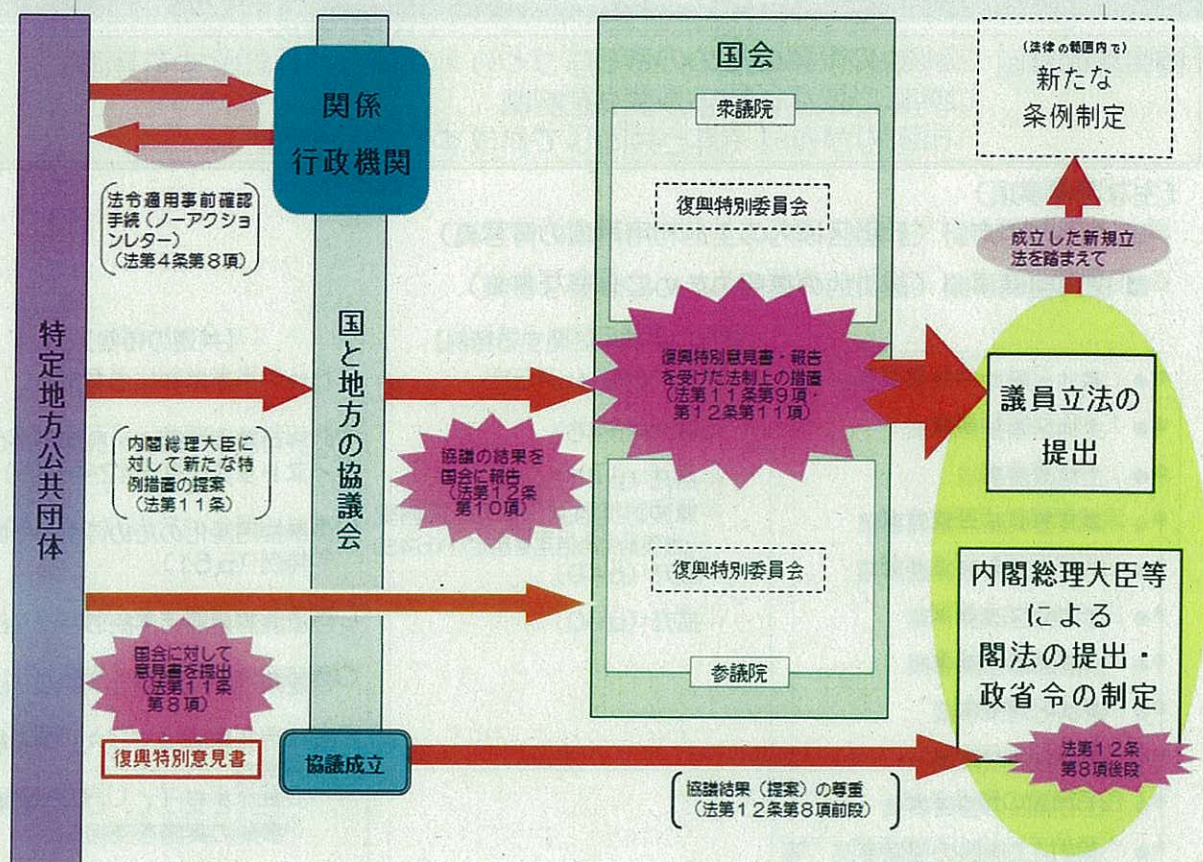 特定地方公共団体
関係
行政機関
法令適用事前確認
手続(ノーアクショ
ンレター)
(法第4条第8項)
国と地方の協議会
内閣総理大臣に
対して新たな特
例措置の提案
(法第11条)
国会に対して
意見書を提出
(法第11条
第8項)
復興特別意見書
協議成立
協議の結果を
国会に報告
(法第12条
第10項)
国会
衆議院
復興特別委員会
復興特別意見書・報告
を受けた法制上の措置
(法第11条第9項・
第12条第11項)
復興特別委員会
参議院
協議結果(提案)の尊重
(法第12条第8項前段)
(法律の範囲内で)
新たな
条例制定
成立した新規立
法を踏まえて
議員立法の
提出
内閣総理大臣等
による
閣法の提出・
政省令の制定
法第12条
第8項後段